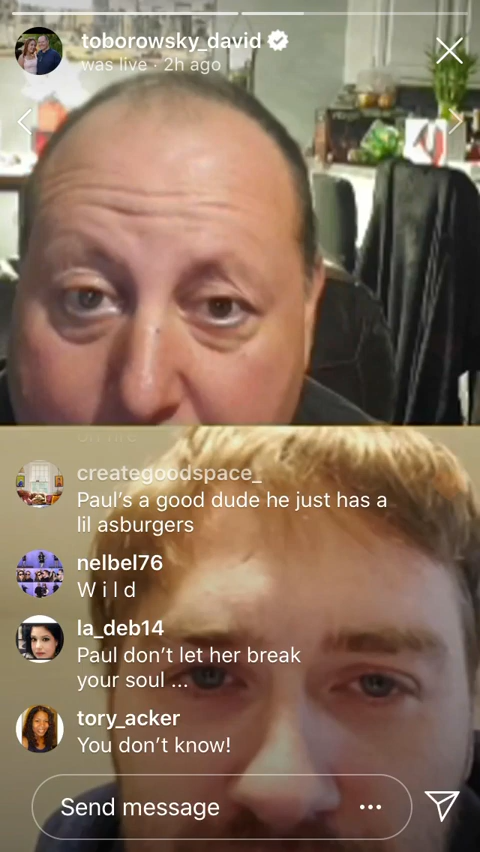 toborowsky_david
was live · 2h ago
creategoodspace_
Paul's a good dude he just has a
lil asburgers
nelbel76
W i l d
la_deb14
Paul don't let her break
your soul ...
tory_acker
You don't know!
Send message